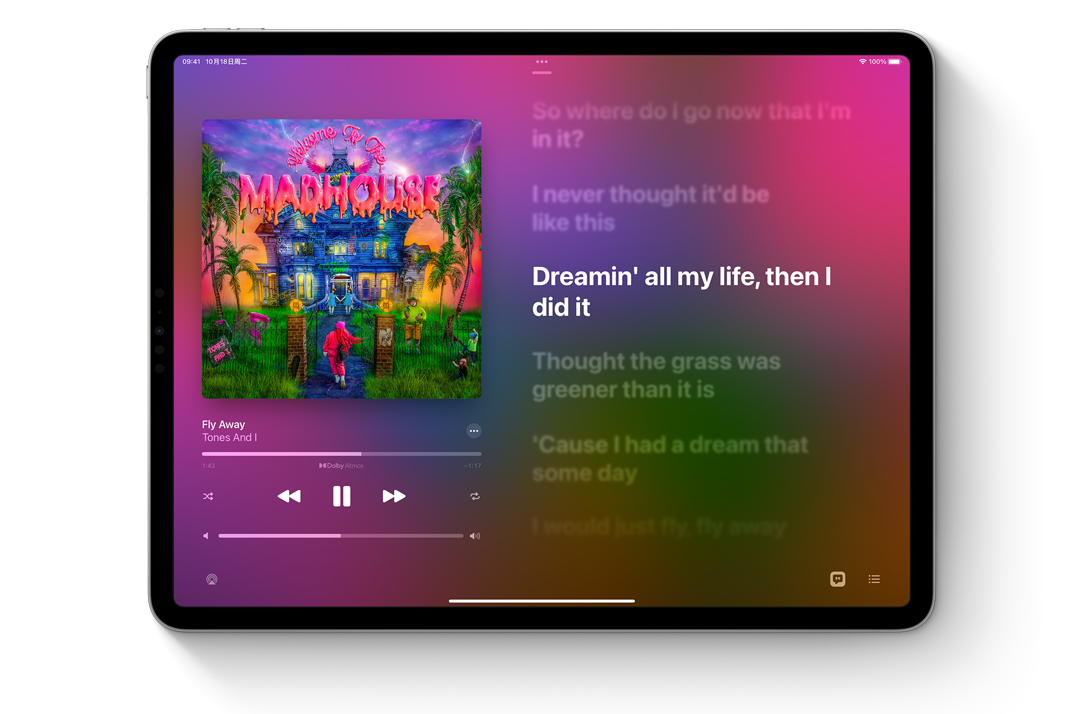 09:41 10月18日周二
100%
So where do I go now that I'm
in it?
I never thought it'd be
like this
Welcome To The
MADHOUSE
Dreamin' all my life, then I
did it
TONES
AND I
Thought the grass was
greener than it is
Fly Away
Tones And I
'Cause I had a dream that
some day
1:42
Dolby Atmos
-1:17
I would just fly, fly away